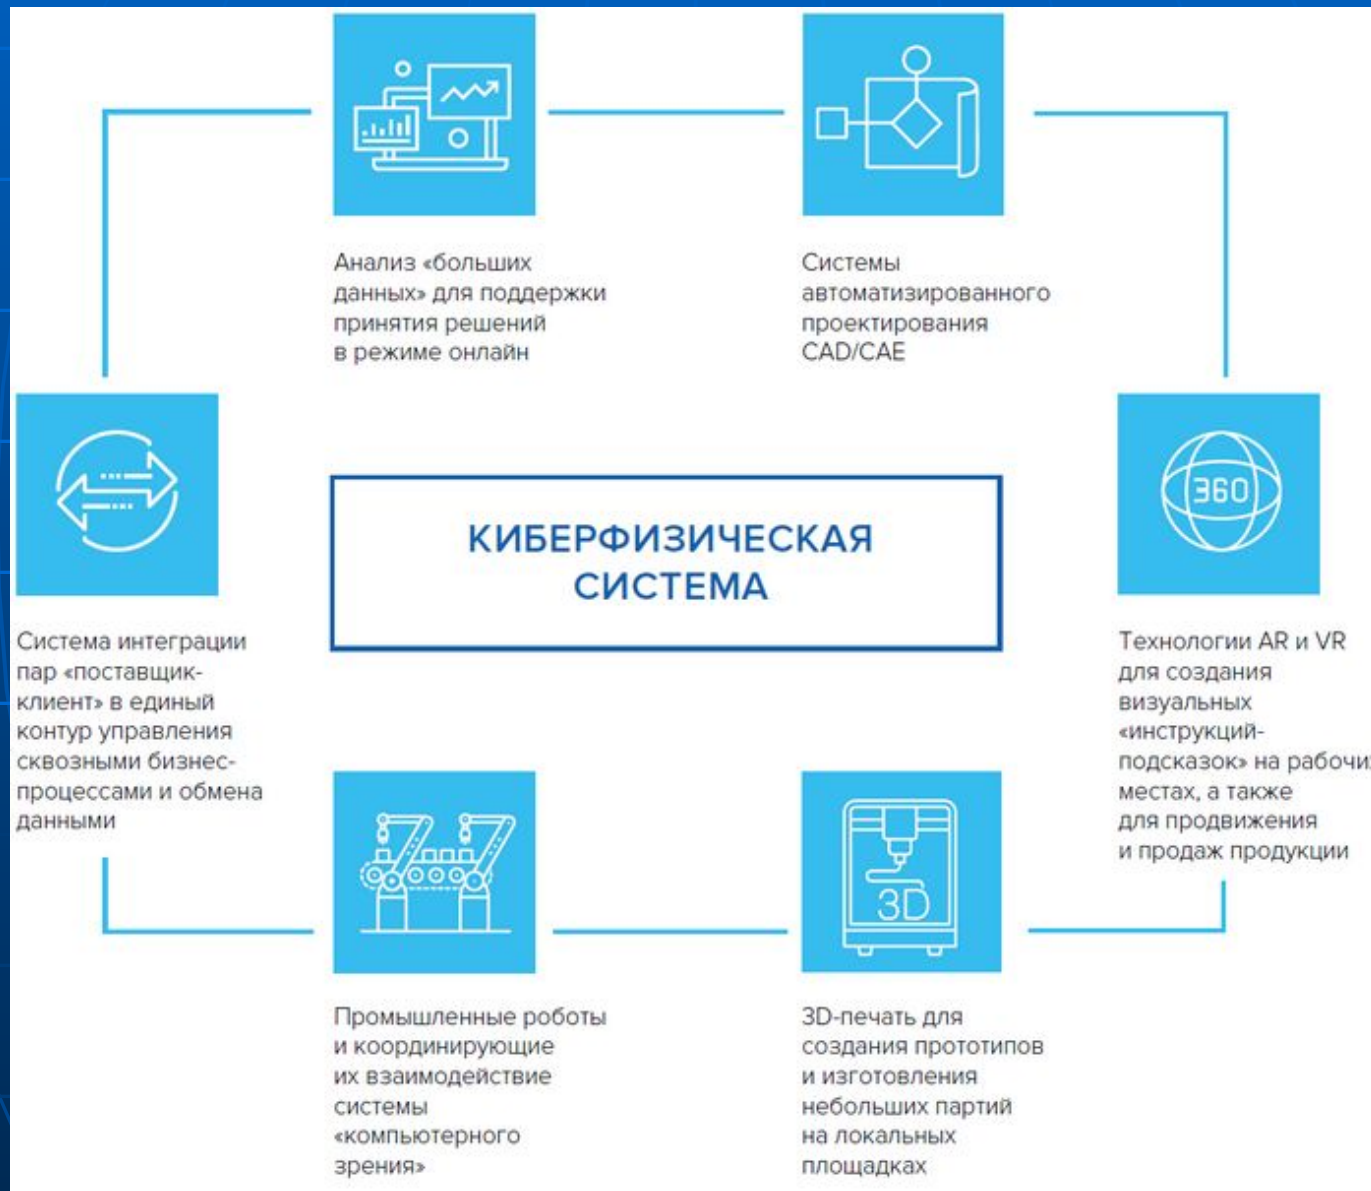 Анализ «больших
данных» для поддержки
принятия решений
в режиме онлайн
Системы
автоматизированного
проектирования
CAD/CAE
360
Система интеграции
пар «поставщик-
клиент» в единый
контур управления
сквозными бизнес-
процессами и обмена
данными
КИБЕРФИЗИЧЕСКАЯ
СИСТЕМА
Технологии AR и VR
для создания
визуальных
«инструкций-
подсказок» на
местах, а также
для продвижения
и продаж продукции
3D
Промышленные роботы
и координирующие
их взаимодействие
системы
«компьютерного
зрения»
3D-печать для
создания прототипов
и изготовления
небольших партий
на локальных
площадках